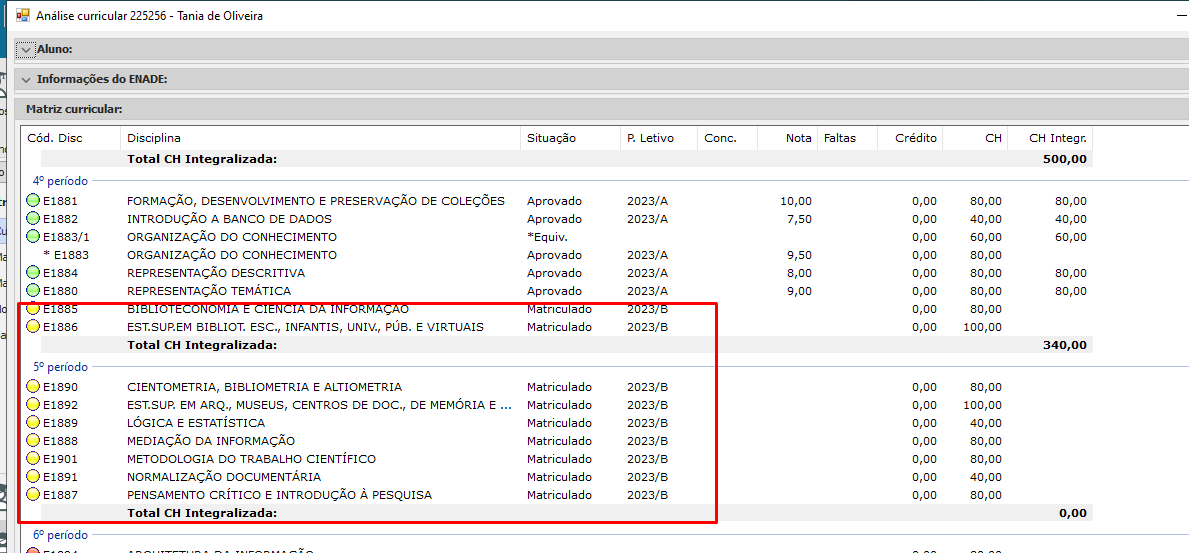 Análise curricular 225256 - Tania de Oliveira
Aluno:
Informações do ENADE:
Matriz curricular:
Cód. Disc Disciplina Situação P. Letivo Conc. Nota Faltas Crédito CH CH Integr.
Total CH Integralizada: 500,00
4º período
E1881 FORMAÇÃO, DESENVOLVIMENTO E PRESERVAÇÃO DE COLEÇÕES Aprovado 2023/A 10,00 0,00 80,00 80,00
E1882 INTRODUÇÃO A BANCO DE DADOS Aprovado 2023/A 7,50 0,00 40,00 40,00
E1883/1 ORGANIZAÇÃO DO CONHECIMENTO *Equiv. 0,00 60,00 60,00
* E1883 ORGANIZAÇÃO DO CONHECIMENTO Aprovado 2023/A 9,50 0,00 80,00
E1884 REPRESENTAÇÃO DESCRITIVA Aprovado 2023/A 8,00 0,00 80,00 80,00
E1880 REPRESENTAÇÃO TEMÁTICA Aprovado 2023/A 9,00 0,00 80,00 80,00
E1885 BIBLIOTECONOMIA E CIÊNCIA DA INFORMAÇÃO Matriculado 2023/B 0,00 80,00
E1886 EST.SUP.EM BIBLIOT. ESC., INFANTIS, UNIV., PÚB. E VIRTUAIS Matriculado 2023/B 0,00 100,00
Total CH Integralizada: 340,00
5º período
E1890 CIENTOMETRIA, BIBLIOMETRIA E ALTIOMETRIA Matriculado 2023/B 0,00 80,00
E1892 EST.SUP. EM ARQ., MUSEUS, CENTROS DE DOC., DE MEMÓRIA E ... Matriculado 2023/B 0,00 100,00
E1889 LÓGICA E ESTATÍSTICA Matriculado 2023/B 0,00 40,00
E1888 MEDIAÇÃO DA INFORMAÇÃO Matriculado 2023/B 0,00 80,00
E1901 METODOLOGIA DO TRABALHO CIENTÍFICO Matriculado 2023/B 0,00 80,00
E1891 NORMALIZAÇÃO DOCUMENTÁRIA Matriculado 2023/B 0,00 40,00
E1887 PENSAMENTO CRÍTICO E INTRODUÇÃO À PESQUISA Matriculado 2023/B 0,00 80,00
Total CH Integralizada: 0,00
6º período
ARQUITETURA DA INFORMAÇÃO